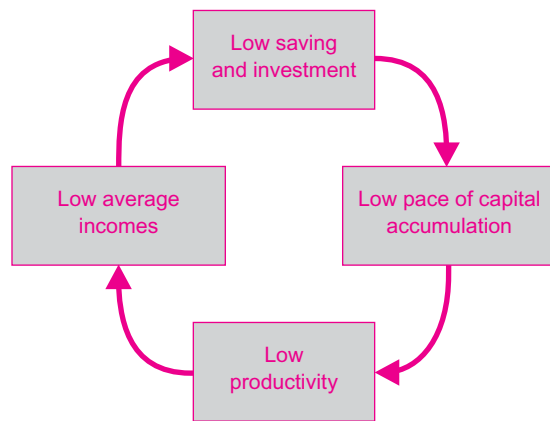 Low saving
and investment
Low average
incomes
Low pace of capital
accumulation
Low
productivity